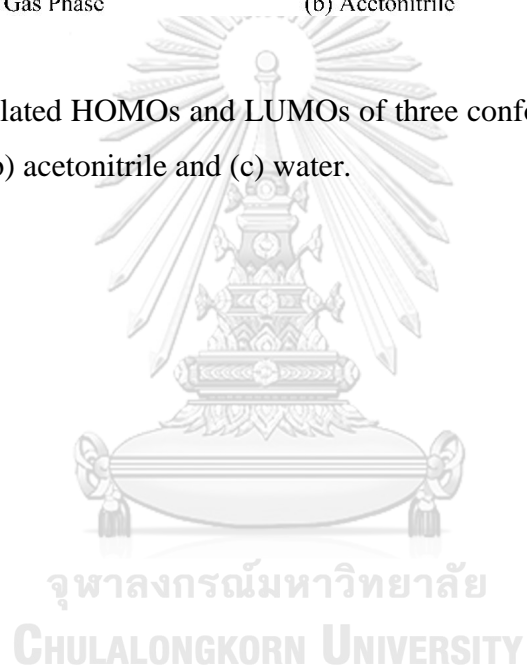 Gas Phase (b) Acetonitrile
lated HOMOs and LUMOs of three confo
) acetonitrile and (c) water.
จุฬาลงกรณ์มหาวิทยาลัย
CHULALONGKORN UNIVERSITY